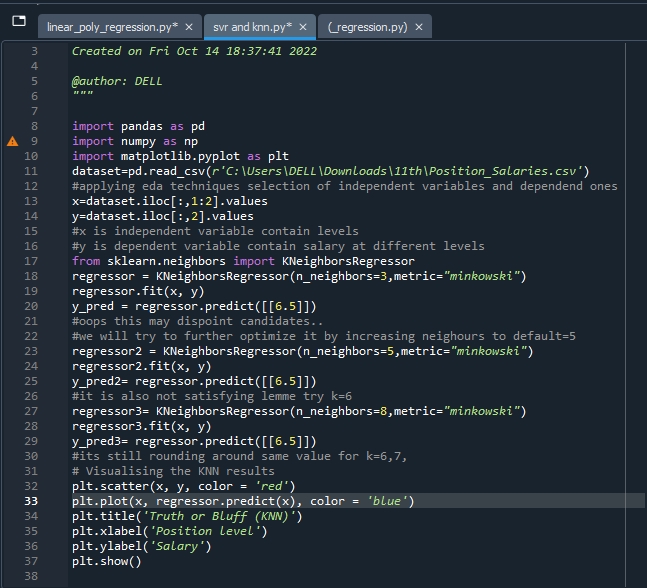 linear_poly_regression.py* × svr and knn.py* × (_regression.py) ×
3 Created on Fri Oct 14 18:37:41 2022
4
5 @author: DELL
6 """
7
8 import pandas as pd
9 import numpy as np
10 import matplotlib.pyplot as plt
11 dataset=pd.read_csv(r'C:\Users\DELL\Downloads\11th\Position_Salaries.csv')
12 #applying eda techniques selection of independent variables and dependend ones
13 x=dataset.iloc[:,1:2].values
14 y=dataset.iloc[:,2].values
15 #x is independent variable contain levels
16 #y is dependent variable contain salary at different levels
17 from sklearn.neighbors import KNeighborsRegressor
18 regressor = KNeighborsRegressor(n_neighbors=3,metric="minkowski")
19 regressor.fit(x, y)
20 y_pred = regressor.predict([[6.5]])
21 #oops this may dispoint candidates..
22 #we will try to further optimize it by increasing neighours to default=5
23 regressor2 = KNeighborsRegressor(n_neighbors=5,metric="minkowski")
24 regressor2.fit(x, y)
25 y_pred2= regressor.predict([[6.5]])
26 #it is also not satisfying lemme try k=6
27 regressor3= KNeighborsRegressor(n_neighbors=8,metric="minkowski")
28 regressor3.fit(x, y)
29 y_pred3= regressor.predict([[6.5]])
30 #its still rounding around same value for k=6,7,
31 # Visualising the KNN results
32 plt.scatter(x, y, color = 'red')
33 plt.plot(x, regressor.predict(x), color = 'blue')
34 plt.title('Truth or Bluff (KNN)')
35 plt.xlabel('Position level')
36 plt.ylabel('Salary')
37 plt.show()
38